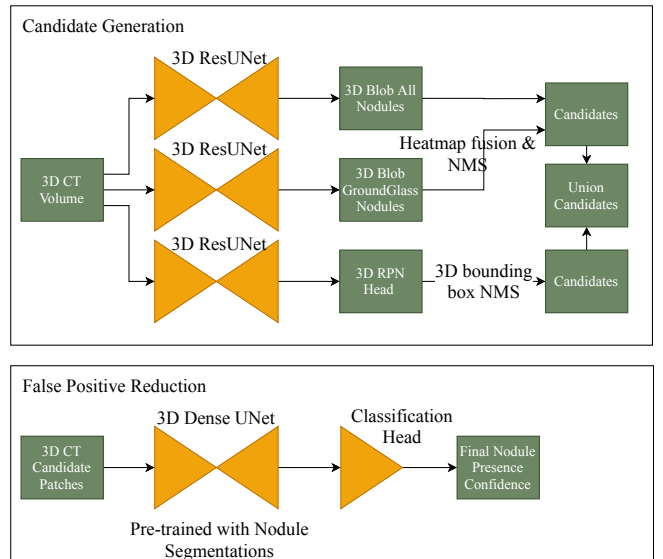 Candidate Generation
3D ResUNet
3D Blob All
Nodules
Candidates
Heatmap fusion &
NMS
3D ResUNet
3D CT
Volume
3D Blob
GroundGlass
Nodules
Union
Candidates
3D ResUNet
3D RPN
Head
3D bounding
box NMS
Candidates
False Positive Reduction
3D Dense UNet
Classification
Head
3D CT
Candidate
Patches
Final Nodule
Presence
Confidence
Pre-trained with Nodule
Segmentations